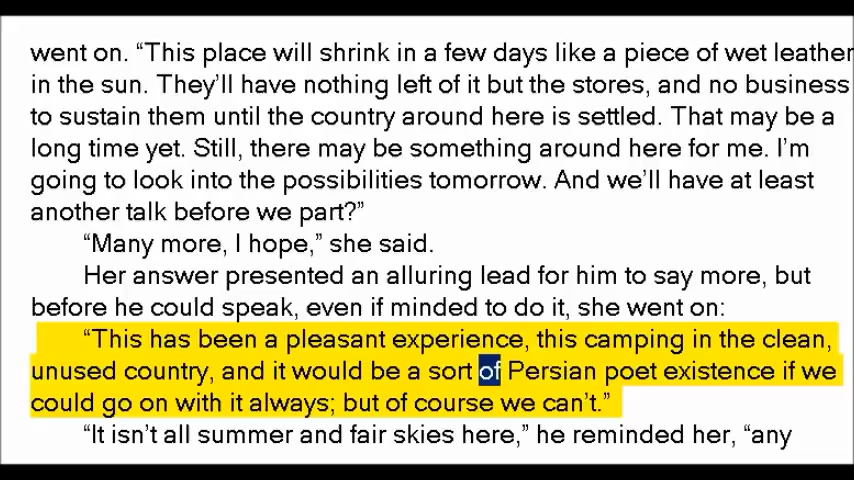 went on. “This place will shrink in a few days like a piece of wet leather
in the sun. They’ll have nothing left of it but the stores, and no business
to sustain them until the country around here is settled. That may be a
long time yet. Still, there may be something around here for me. I’m
going to look into the possibilities tomorrow. And we’ll have at least
another talk before we part?”
“Many more, I hope,” she said.
Her answer presented an alluring lead for him to say more, but
before he could speak, even if minded to do it, she went on:
“This has been a pleasant experience, this camping in the clean,
unused country, and it would be a sort of Persian poet existence if we
could go on with it always; but of course we can’t.”
“It isn’t all summer and fair skies here,” he reminded her, “any